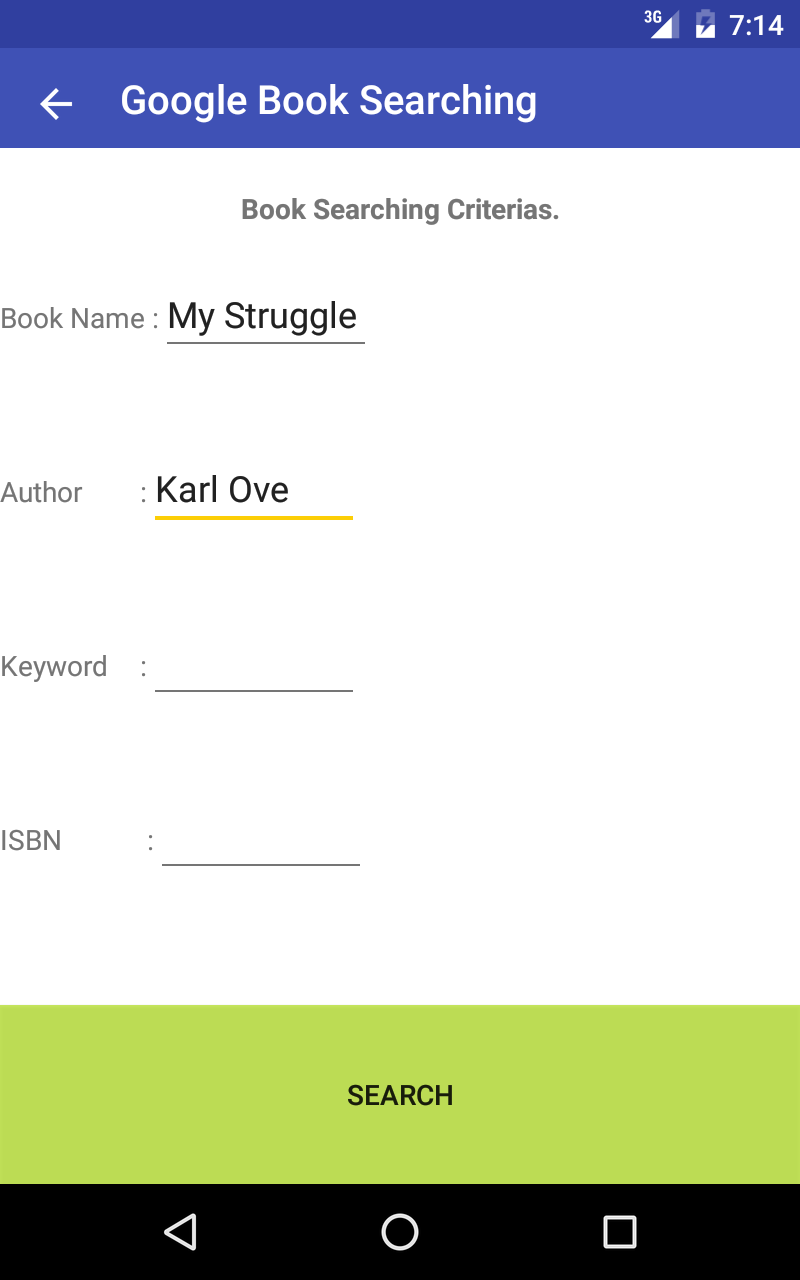 3G 7:14
Google Book Searching
Book Searching Criterias.
Book Name : My Struggle
Author : Karl Ove
Keyword :
ISBN :
SEARCH